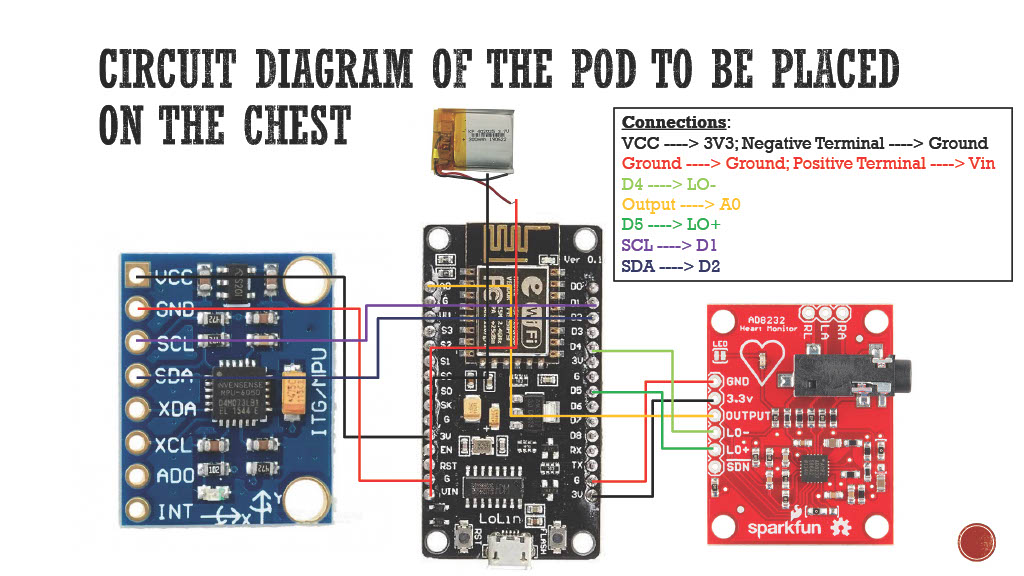 CIRCUIT DIAGRAM OF THE POD TO BE PLACED
ON THE CHEST
Connections:
VCC ----> 3V3; Negative Terminal ----> Ground
Ground ----> Ground; Positive Terminal ----> Vin
D4 ----> LO-
Output ----> A0
D5 ----> LO+
SCL ----> D1
SDA ----> D2
VCC
GND
SCL
SDA
XDA
XCL
ADO
INT
ITG/MPU
INVENSENSE
MPU-6050
EL 1544 E
X
Y
Ver 0.1
A0
G
S3
S2
S1
SO
SK
G
3V
EN
RST
G
VIN
D0
D1
D2
D3
D4
3V
G
D5
D6
D7
D8
RX
TX
G
3V
WiFi
LoLin
RST
FLASH
AD8232
Heart Monitor
RL
LA
RA
LED
GND
3.3v
OUTPUT
LO-
LO+
SDN
sparkfun